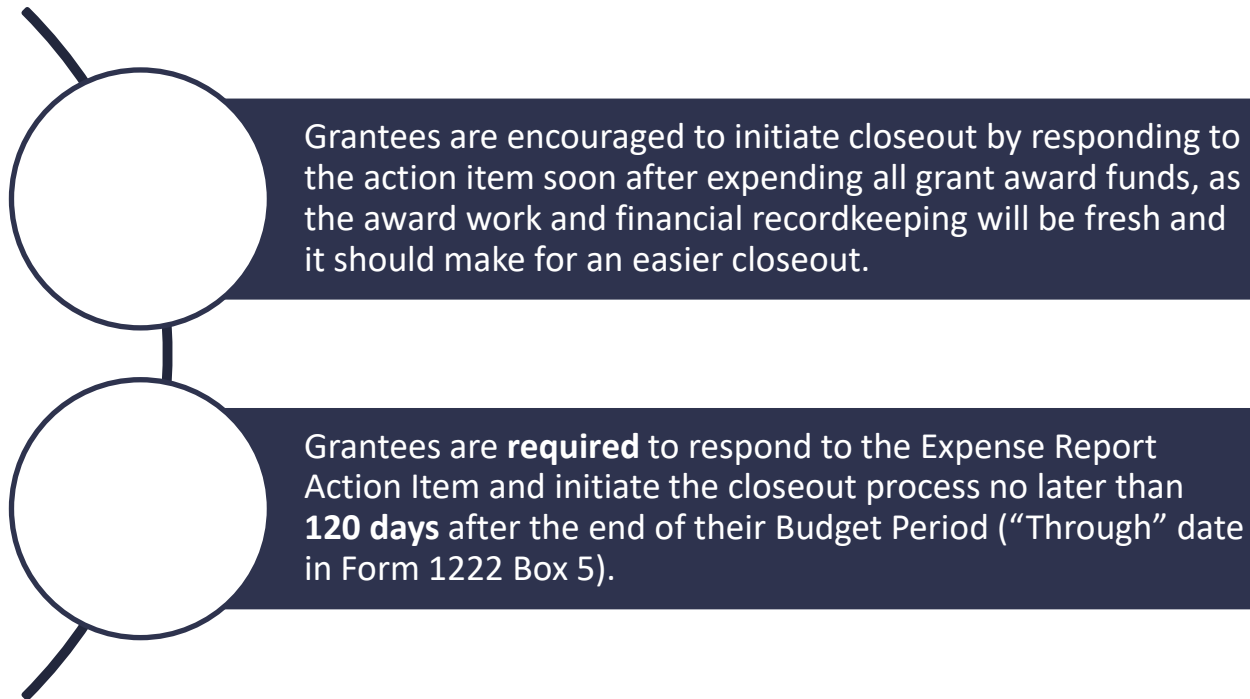 Grantees are encouraged to initiate closeout by responding to
the action item soon after expending all grant award funds, as
the award work and financial recordkeeping will be fresh and
it should make for an easier closeout.
Grantees are required to respond to the Expense Report
Action Item and initiate the closeout process no later than
120 days after the end of their Budget Period (“Through” date
in Form 1222 Box 5).